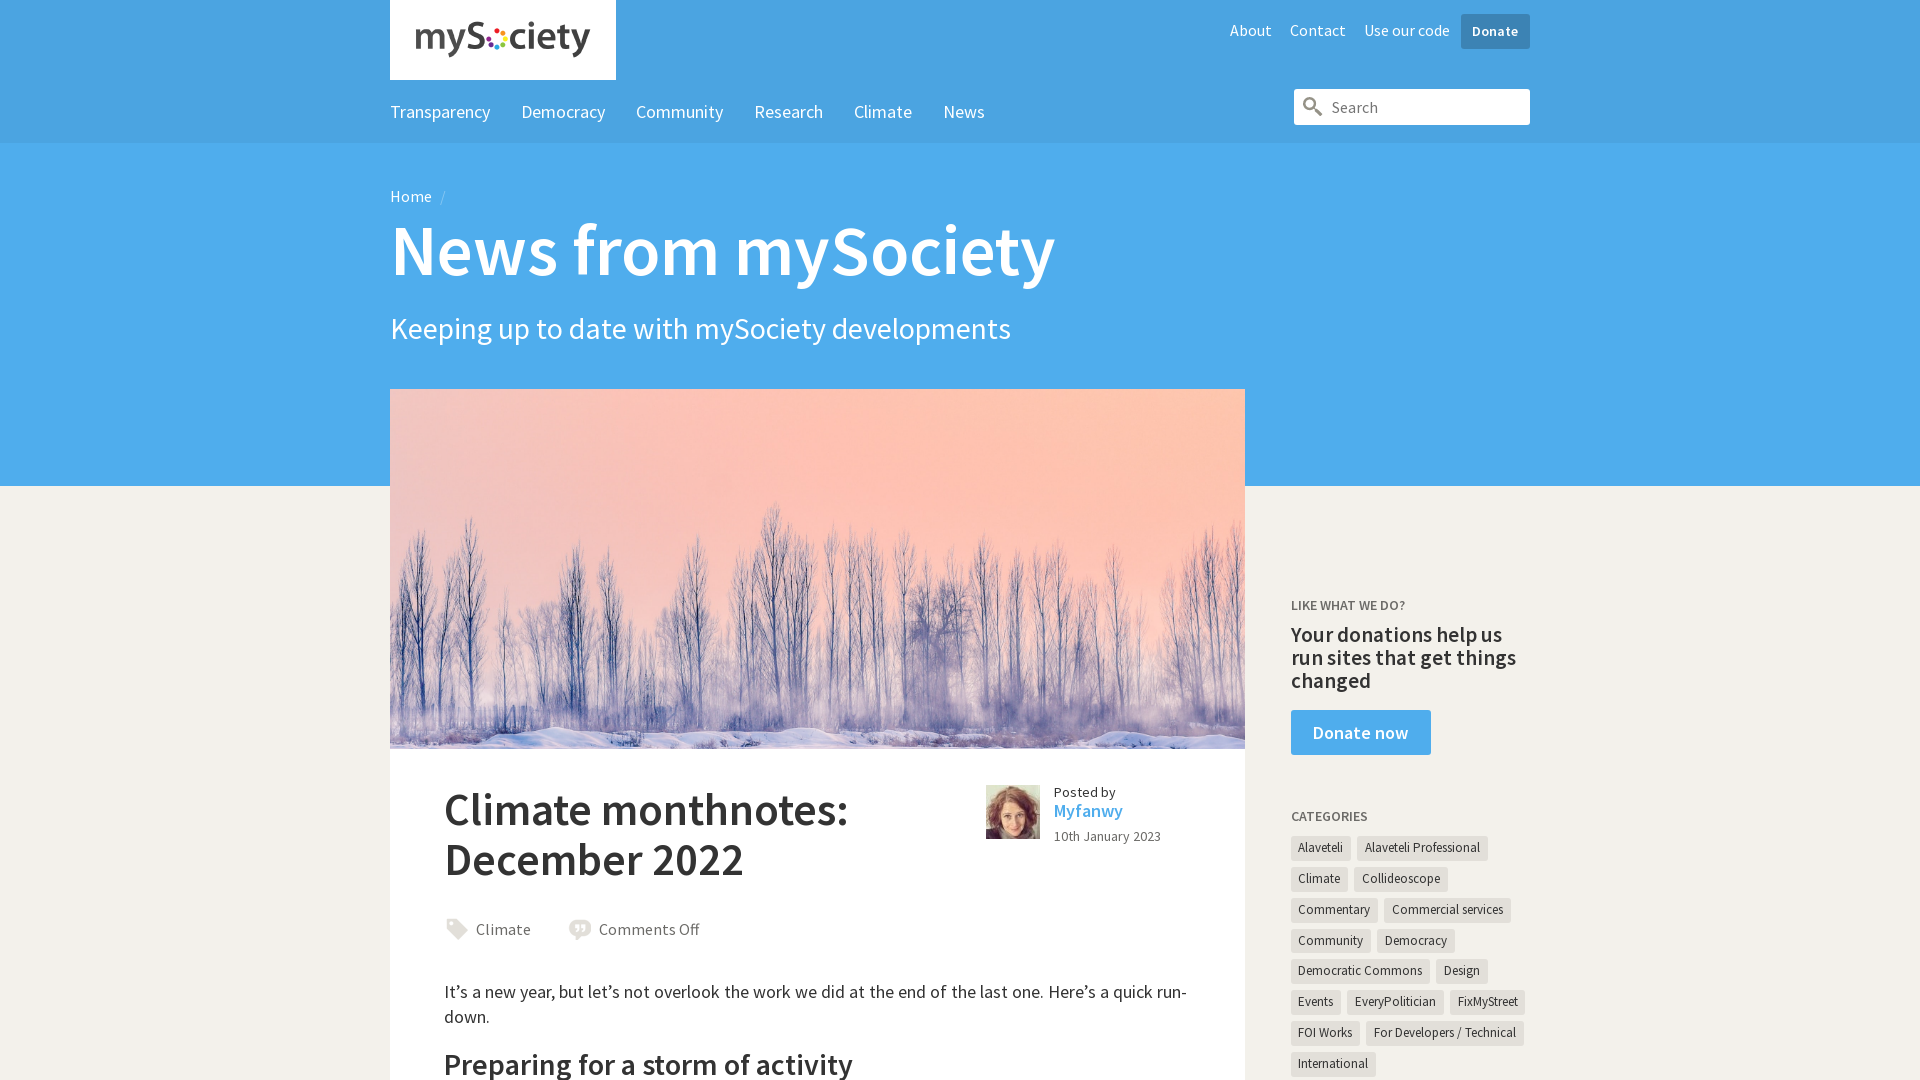 mySociety
About Contact Use our code Donate
Transparency Democracy Community Research Climate News
Search
Home /
News from mySociety
Keeping up to date with mySociety developments
Climate monthnotes:
December 2022
Posted by
Myfanwy
10th January 2023
Climate Comments Off
It’s a new year, but let’s not overlook the work we did at the end of the last one. Here’s a quick run-
down.
Preparing for a storm of activity
LIKE WHAT WE DO?
Your donations help us
run sites that get things
changed
Donate now
CATEGORIES
Alaveteli Alaveteli Professional
Climate Collideoscope
Commentary Commercial services
Community Democracy
Democratic Commons Design
Events EveryPolitician FixMyStreet
FOI Works For Developers / Technical
International